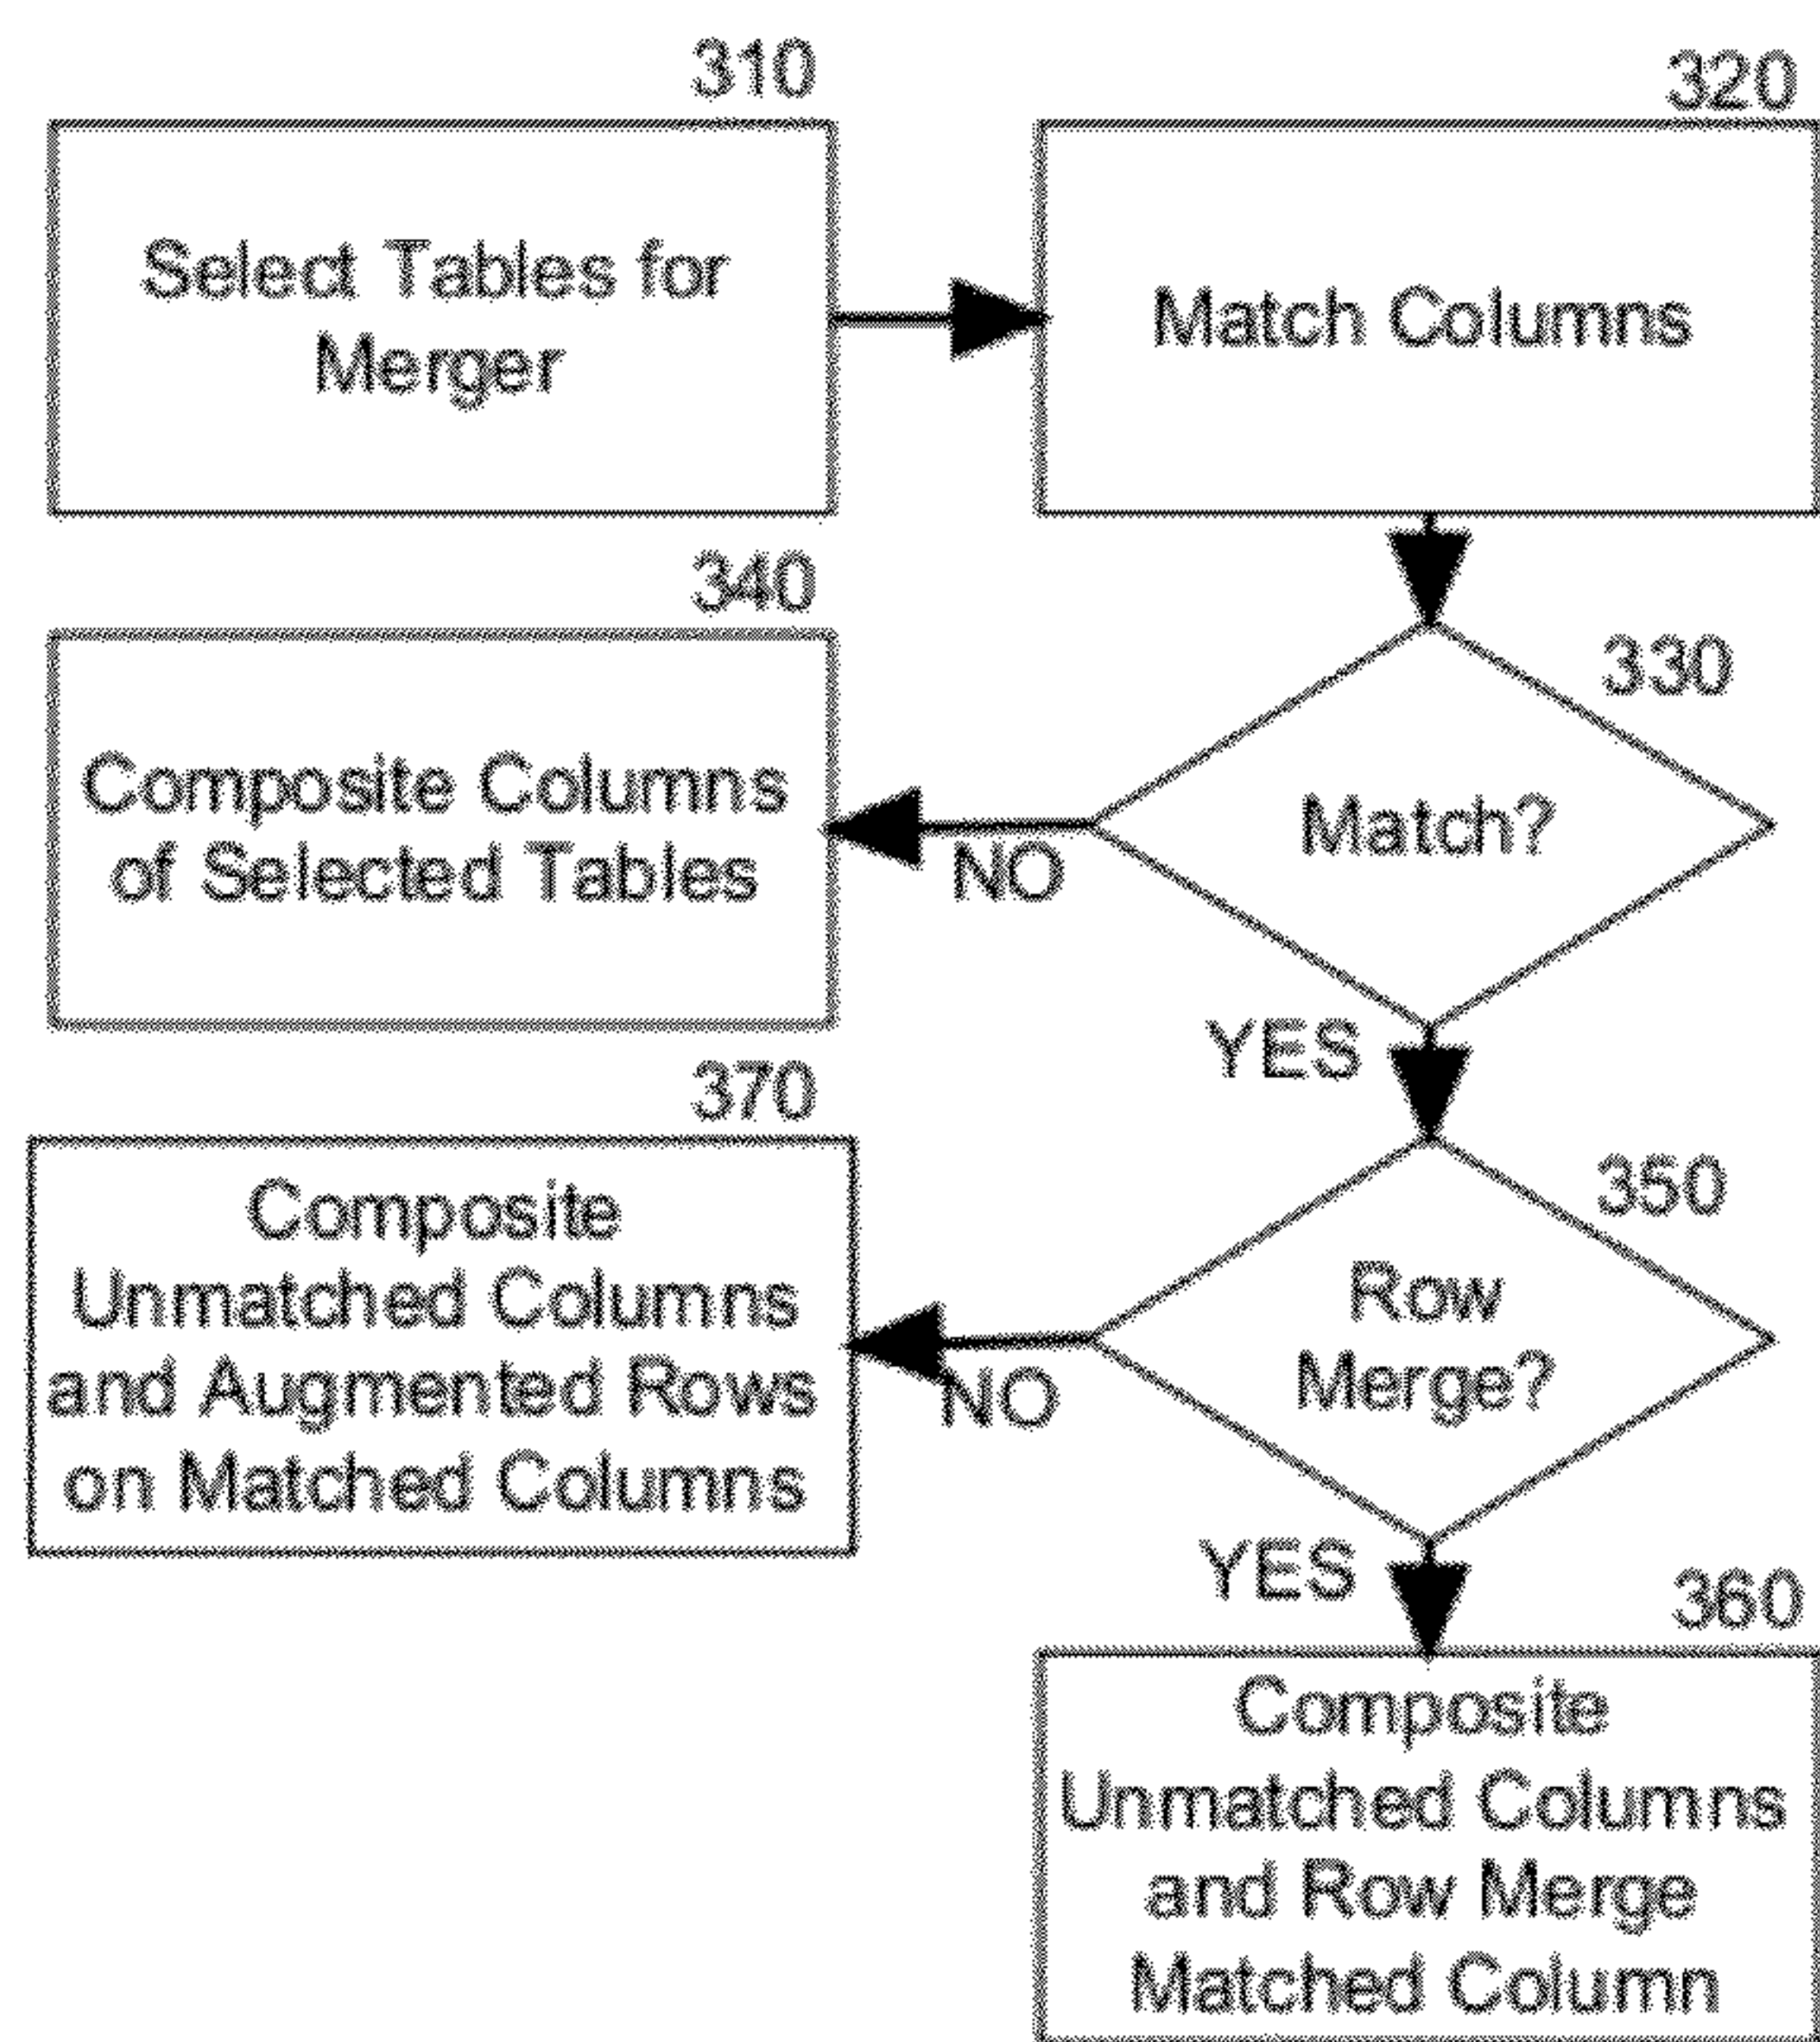 310
Select Tables for
Merger
320
Match Columns
330
Match?
NO
YES
340
Composite Columns
of Selected Tables
350
Row
Merge?
NO
YES
370
Composite
Unmatched Columns
and Augmented Rows
on Matched Columns
360
Composite
Unmatched Columns
and Row Merge
Matched Column